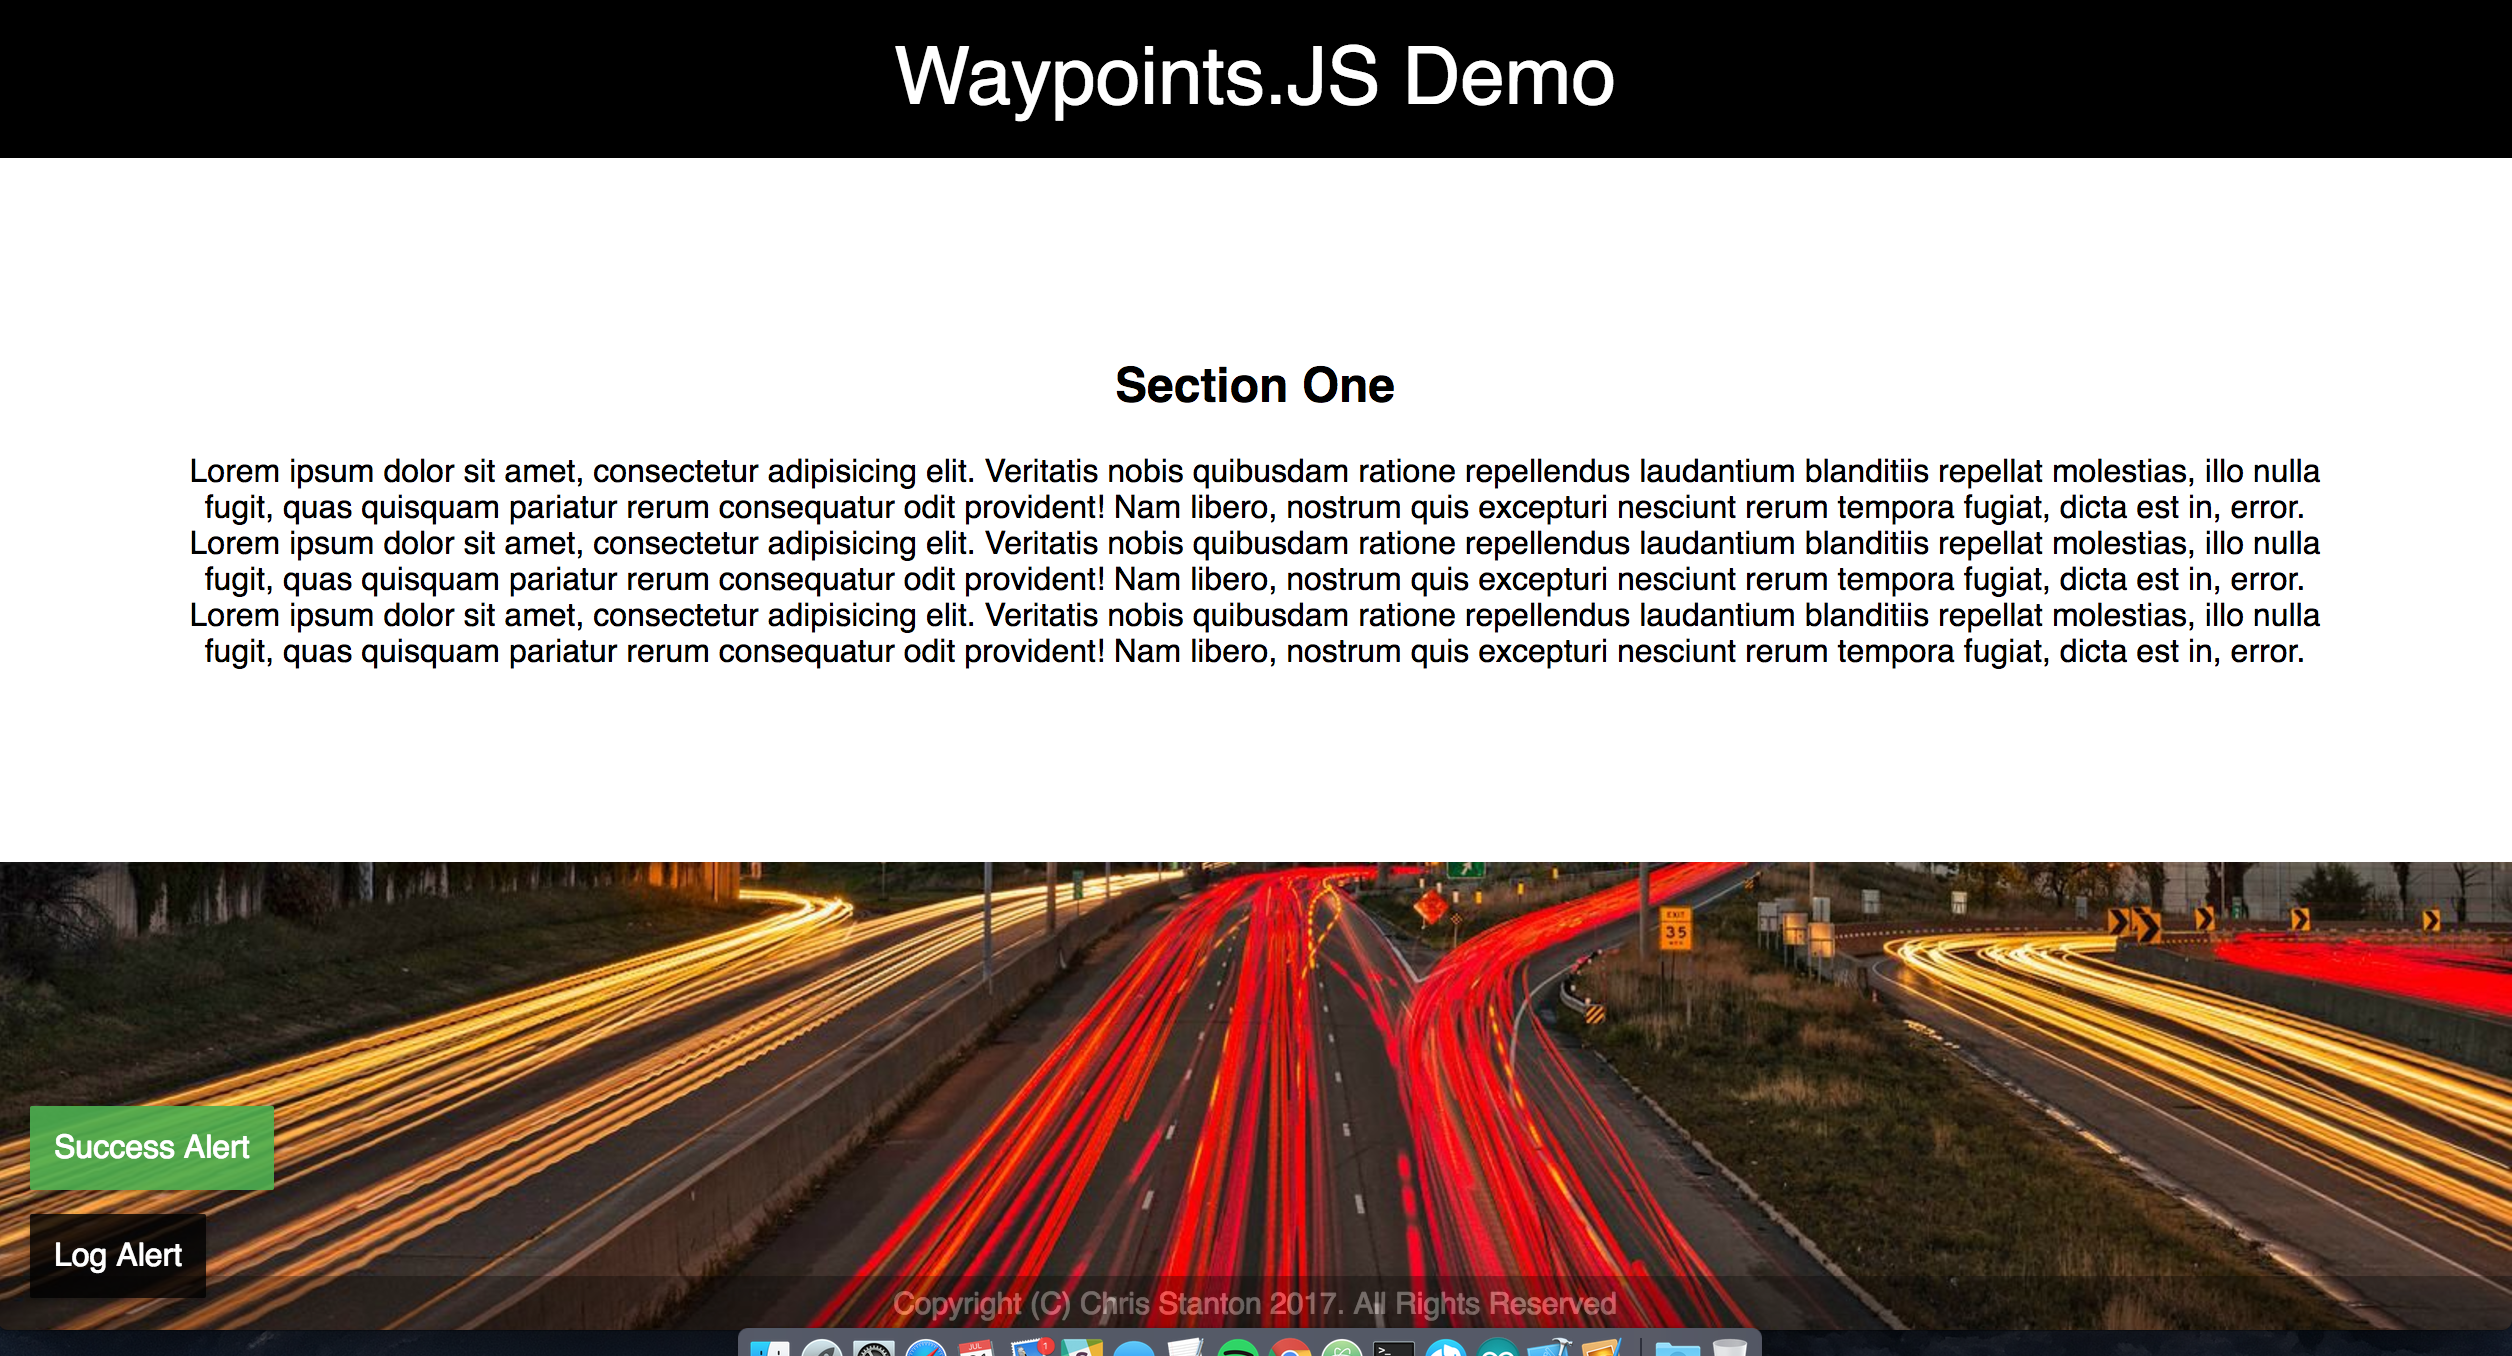 Waypoints.JS Demo
Section One
Lorem ipsum dolor sit amet, consectetur adipisicing elit. Veritatis nobis quibusdam ratione repellendus laudantium blanditiis repellat molestias, illo nulla
fugit, quas quisquam pariatur rerum consequatur odit provident! Nam libero, nostrum quis excepturi nesciunt rerum tempora fugiat, dicta est in, error.
Lorem ipsum dolor sit amet, consectetur adipisicing elit. Veritatis nobis quibusdam ratione repellendus laudantium blanditiis repellat molestias, illo nulla
fugit, quas quisquam pariatur rerum consequatur odit provident! Nam libero, nostrum quis excepturi nesciunt rerum tempora fugiat, dicta est in, error.
Lorem ipsum dolor sit amet, consectetur adipisicing elit. Veritatis nobis quibusdam ratione repellendus laudantium blanditiis repellat molestias, illo nulla
fugit, quas quisquam pariatur rerum consequatur odit provident! Nam libero, nostrum quis excepturi nesciunt rerum tempora fugiat, dicta est in, error.
EXIT
35
Success Alert
Log Alert
Copyright (C) Chris Stanton 2017. All Rights Reserved
JUL
1